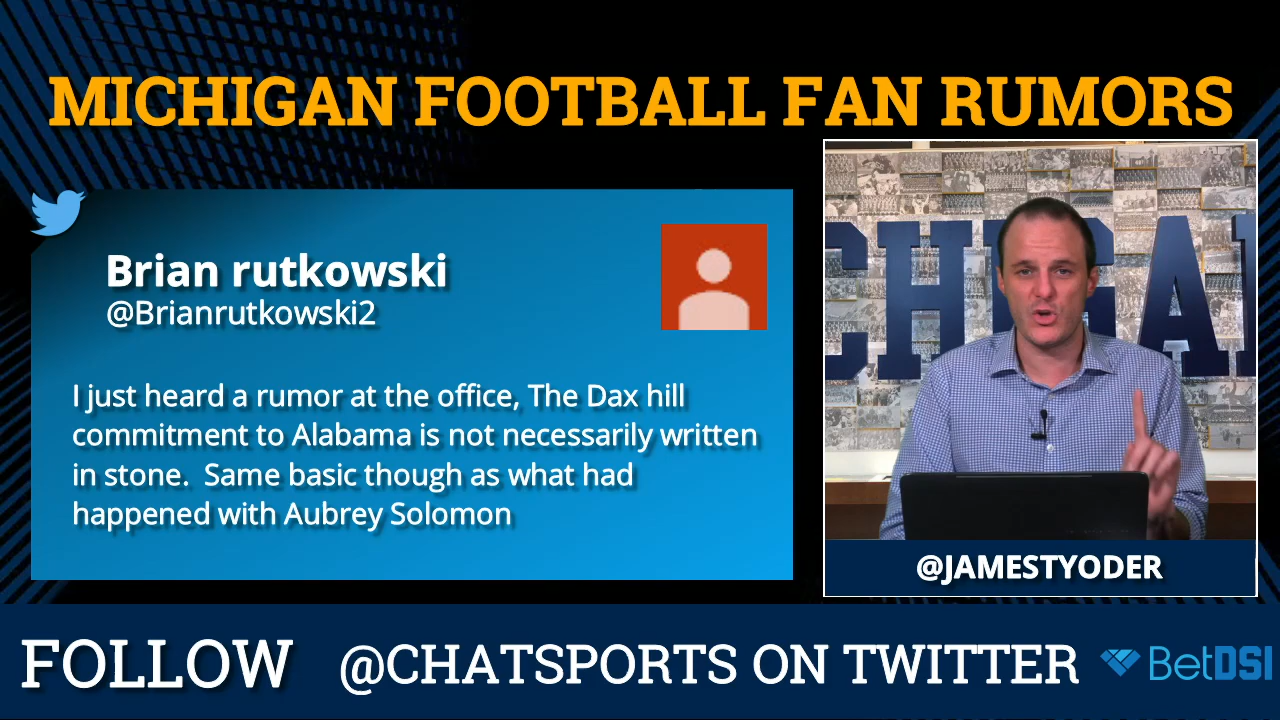 MICHIGAN FOOTBALL FAN RUMORS
Brian rutkowski
@Brianrutkowski2
I just heard a rumor at the office, The Dax hill
commitment to Alabama is not necessarily written
in stone.  Same basic though as what had
happened with Aubrey Solomon
CHIGA
@JAMESTYODER
FOLLOW @CHATSPORTS ON TWITTER
BetDSI